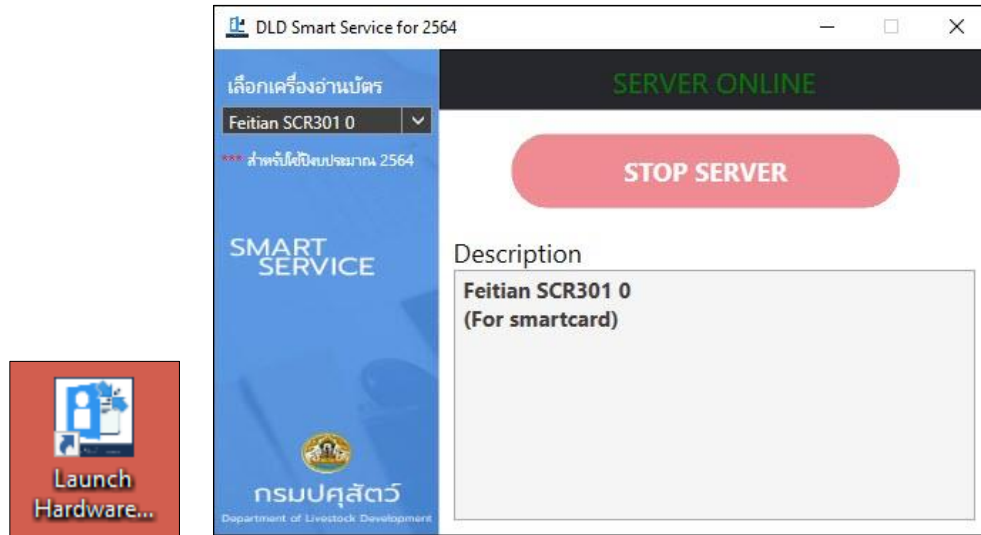 DLD Smart Service for 2564
เลือกเครื่องอ่านบัตร
Feitian SCR301 0
*** สำหรับใช้ปีงบประมาณ 2564
SMART
SERVICE
กรมปศุสัตว์
Department of Livestock Development
SERVER ONLINE
STOP SERVER
Description
Feitian SCR301 0
(For smartcard)
Launch
Hardware...